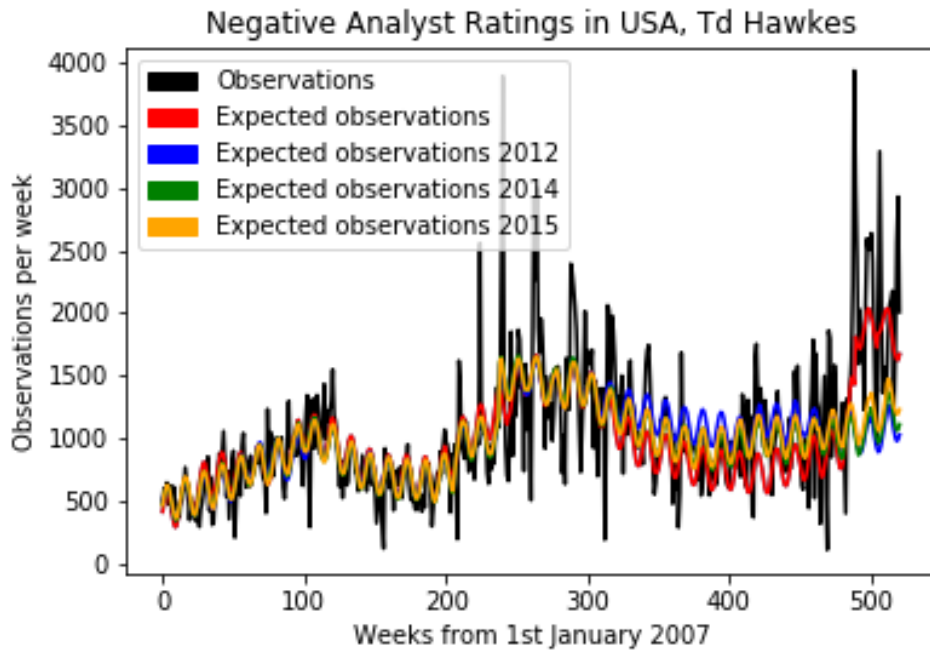 Negative Analyst Ratings in USA, Td Hawkes
4000
3500
3000
2500
2000
1500
1000
500
0
Observations per week
Observations
Expected observations
Expected observations 2012
Expected observations 2014
Expected observations 2015
0
100
200
300
400
500
Weeks from 1st January 2007